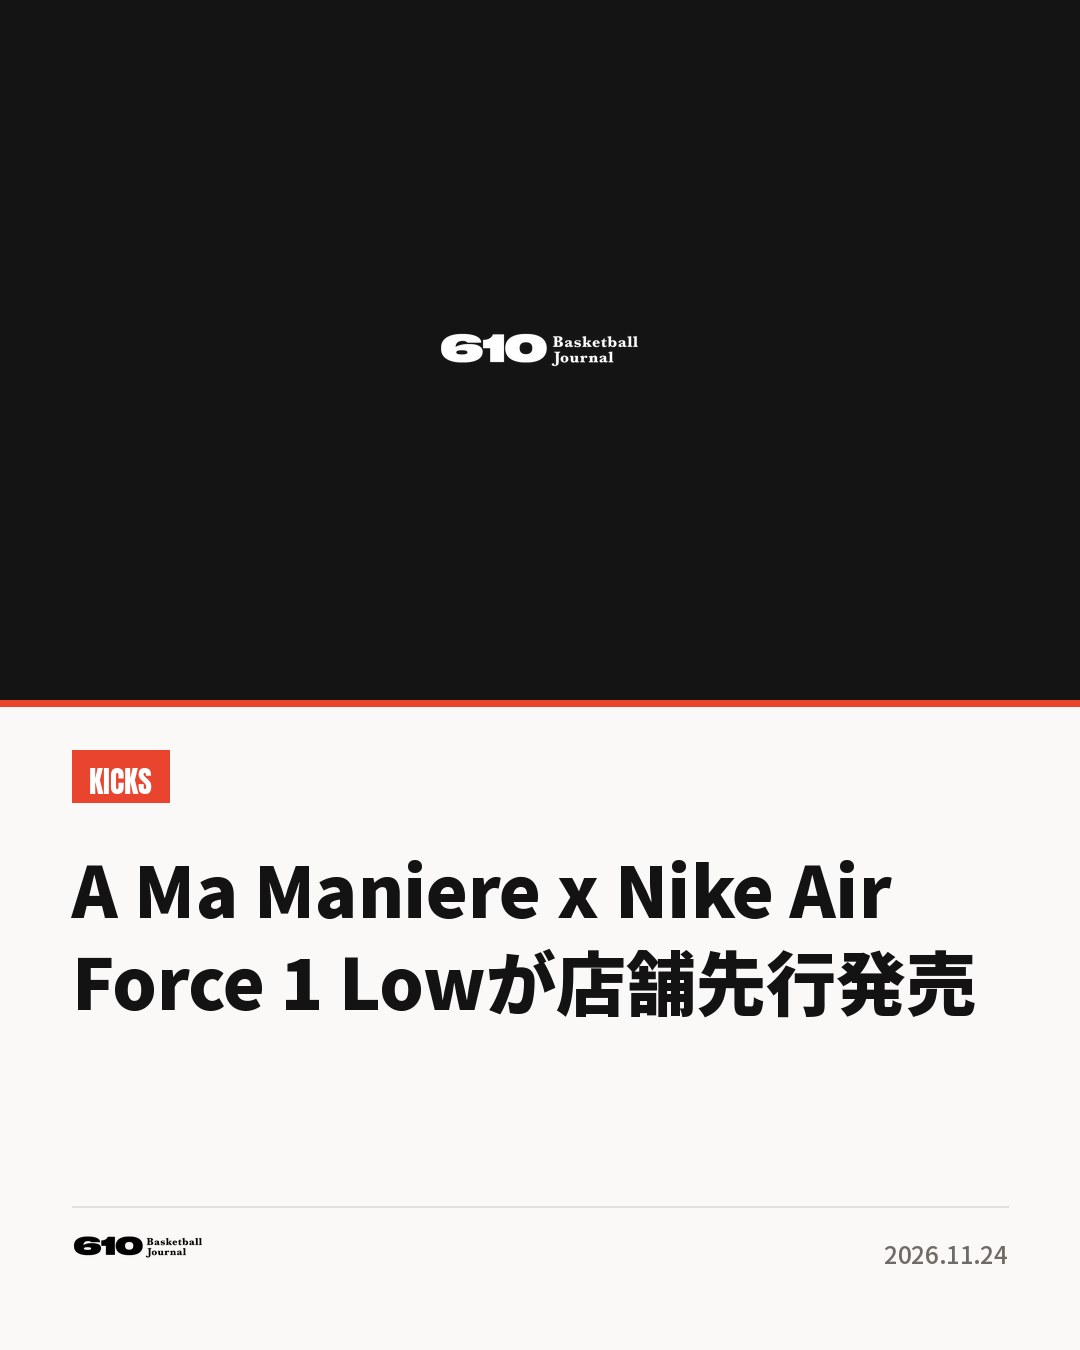 610 Basketball
Journal
KICKS
A Ma Maniere x Nike Air
Force 1 Lowが店舗先行発売
610 Basketball
Journal
2026.11.24